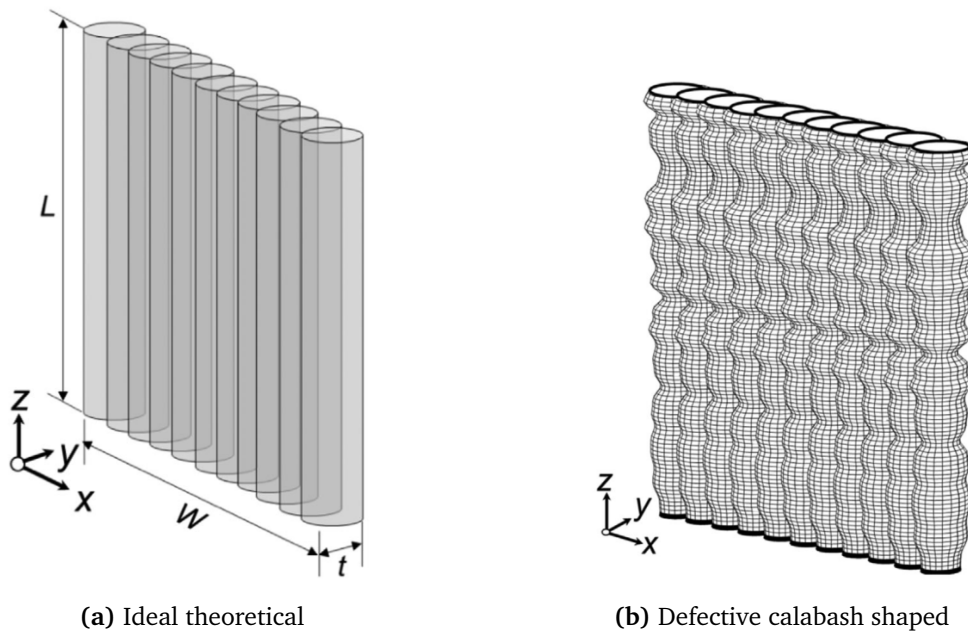 L
z
y
x
W
t
z
y
x
(a) Ideal theoretical
(b) Defective calabash shaped